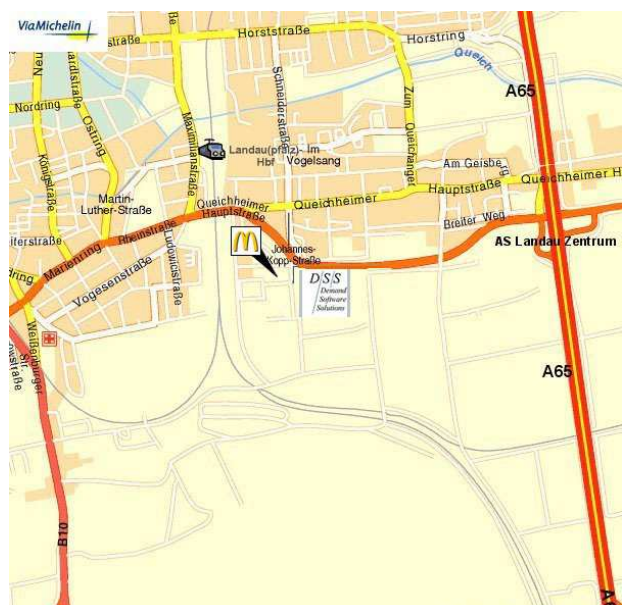 ViaMichelin
Horststraße
Horstring
Queich
A65
Nordring
Ostring
Königstraße
Maximilianstraße
Schneiderstraße
Zum Queichanger
Landau(pfalz)- Im
Hbf
Vogelsang
Am Geisberg
Hauptstraße
Queichheimer H
Martin-
Luther-Straße
Queichheimer
Hauptstraße
Queichheimer
Breiter Weg
AS Landau Zentrum
Rheinstraße
Marienring
Ludowicistraße
Vogesenstraße
Johannes-
Kopp-Straße
DSS
Demand
Software
Solutions
Weißenburger
Str.
A65
B10